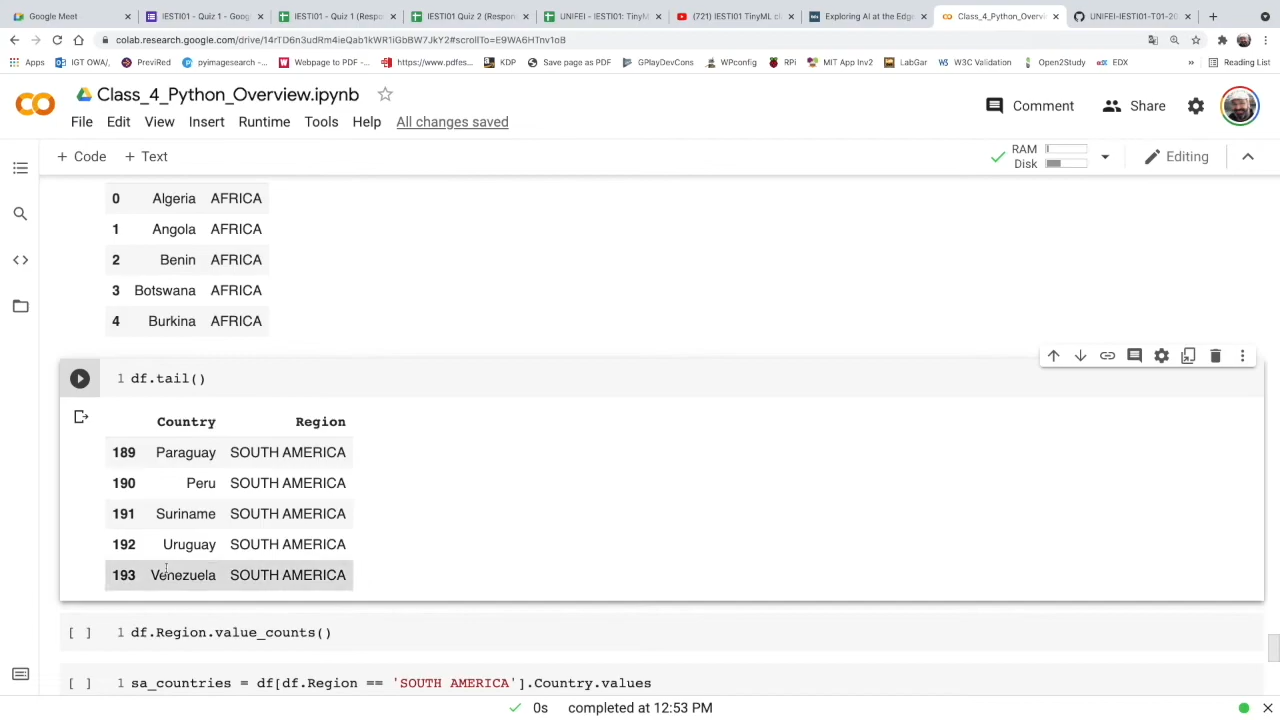 Google Meet
IESTI01 - Quiz 1 - Goog
IESTI01 - Quiz 1 (Respon
IESTI01 Quiz 2 (Respon
UNIFEI - IESTI01: TinyM
(721) IESTI01 TinyML cl
Exploring AI at the Edge
Class_4_Python_Overvi
UNIFEI-IESTI01-T01-20
colab.research.google.com/drive/14rTD6n3udRm4ieQab1kWR1iGbBW7JkY2#scrollTo=E9WA6HTnv1oB
Apps
IGT OWA/,
PreviRed
pyimagesearch -...
Webpage to PDF -...
https://www.pdfes...
KDP
Save page as PDF
GPlayDevCons
WPconfig
RPi
MIT App Inv2
LabGar
W3C Validation
Open2Study
EDX
»
Reading List
CO
Class_4_Python_Overview.ipynb
Comment
Share
File Edit View Insert Runtime Tools Help All changes saved
+ Code + Text
RAM
Disk
Editing
0 Algeria AFRICA
1 Angola AFRICA
2 Benin AFRICA
3 Botswana AFRICA
4 Burkina AFRICA
1 df.tail()
Country Region
189 Paraguay SOUTH AMERICA
190 Peru SOUTH AMERICA
191 Suriname SOUTH AMERICA
192 Uruguay SOUTH AMERICA
193 Venezuela SOUTH AMERICA
[ ] 1 df.Region.value_counts()
[ ] 1 sa_countries = df[df.Region == 'SOUTH AMERICA'].Country.values
0s completed at 12:53 PM